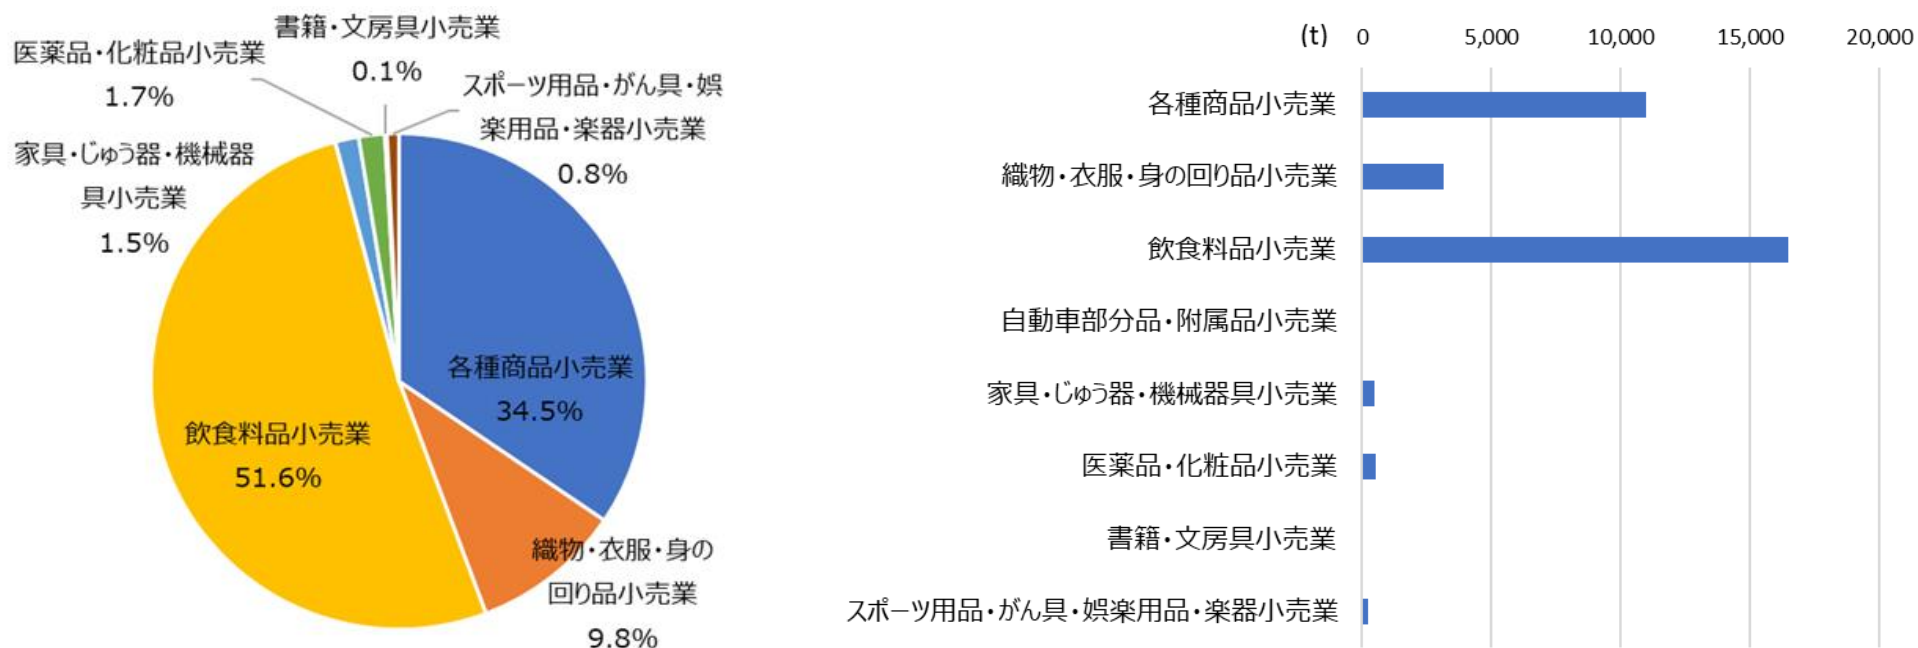 書籍・文房具小売業
0.1%
医薬品・化粧品小売業
1.7%
スポーツ用品・がん具・娯
楽用品・楽器小売業
0.8%
家具・じゅう器・機械器
具小売業
1.5%
各種商品小売業
34.5%
飲食料品小売業
51.6%
織物・衣服・身の
回り品小売業
9.8%
(t) 0 5,000 10,000 15,000 20,000
各種商品小売業
織物・衣服・身の回り品小売業
飲食料品小売業
自動車部分品・附属品小売業
家具・じゅう器・機械器具小売業
医薬品・化粧品小売業
書籍・文房具小売業
スポーツ用品・がん具・娯楽用品・楽器小売業